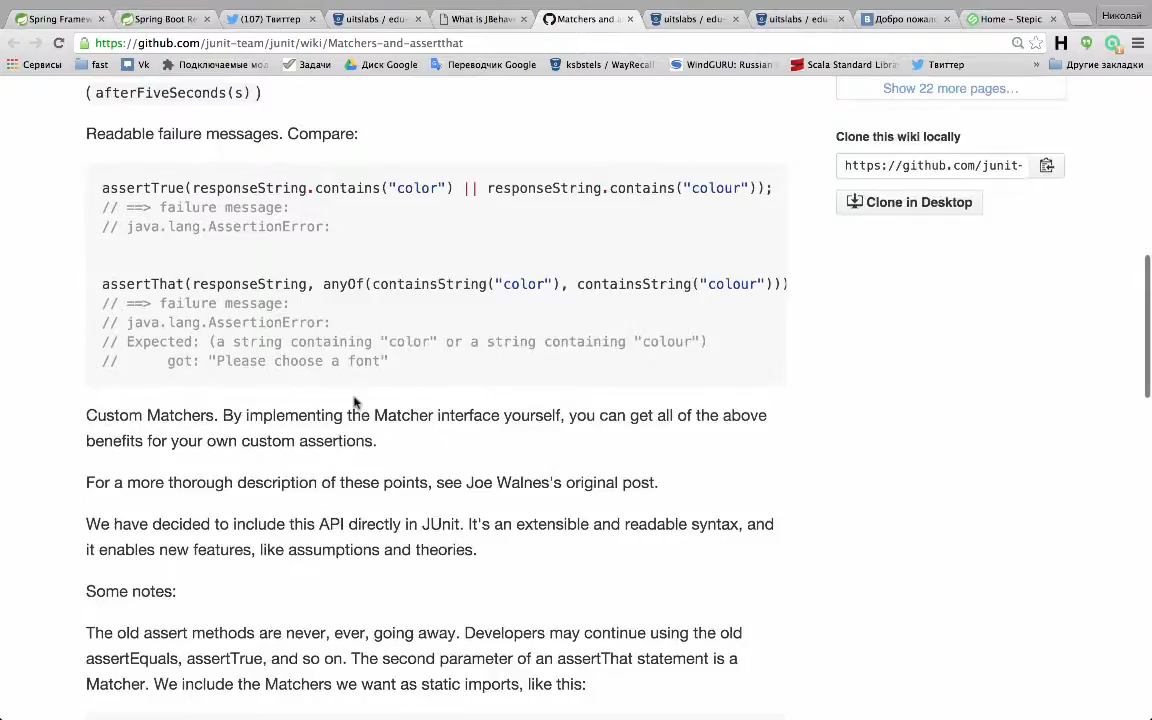 Spring Framew
Spring Boot Re
(107) Твиттер
uitslabs / edu-
What is JBehave
Matchers and a
uitslabs / edu-
uitslabs / edu-
Добро пожал
Home – Stepic
Николай
https://github.com/junit-team/junit/wiki/Matchers-and-assertthat
Сервисы
fast
Vk
Подключаемые мод
Задачи
Диск Google
Переводчик Google
ksbstels / WayRecall
WindGURU: Russian
Scala Standard Libra
Твиттер
»
Другие закладки
( afterFiveSeconds(s) )
Readable failure messages. Compare:
assertTrue(responseString.contains("color") || responseString.contains("colour"));
// ==> failure message:
// java.lang.AssertionError:
assertThat(responseString, anyOf(containsString("color"), containsString("colour")))
// ==> failure message:
// java.lang.AssertionError:
// Expected: (a string containing "color" or a string containing "colour")
// got: "Please choose a font"
Custom Matchers. By implementing the Matcher interface yourself, you can get all of the above
benefits for your own custom assertions.
For a more thorough description of these points, see Joe Walnes's original post.
We have decided to include this API directly in JUnit. It's an extensible and readable syntax, and
it enables new features, like assumptions and theories.
Some notes:
The old assert methods are never, ever, going away. Developers may continue using the old
assertEquals, assertTrue, and so on. The second parameter of an assertThat statement is a
Matcher. We include the Matchers we want as static imports, like this:
Show 22 more pages…
Clone this wiki locally
https://github.com/junit-
Clone in Desktop